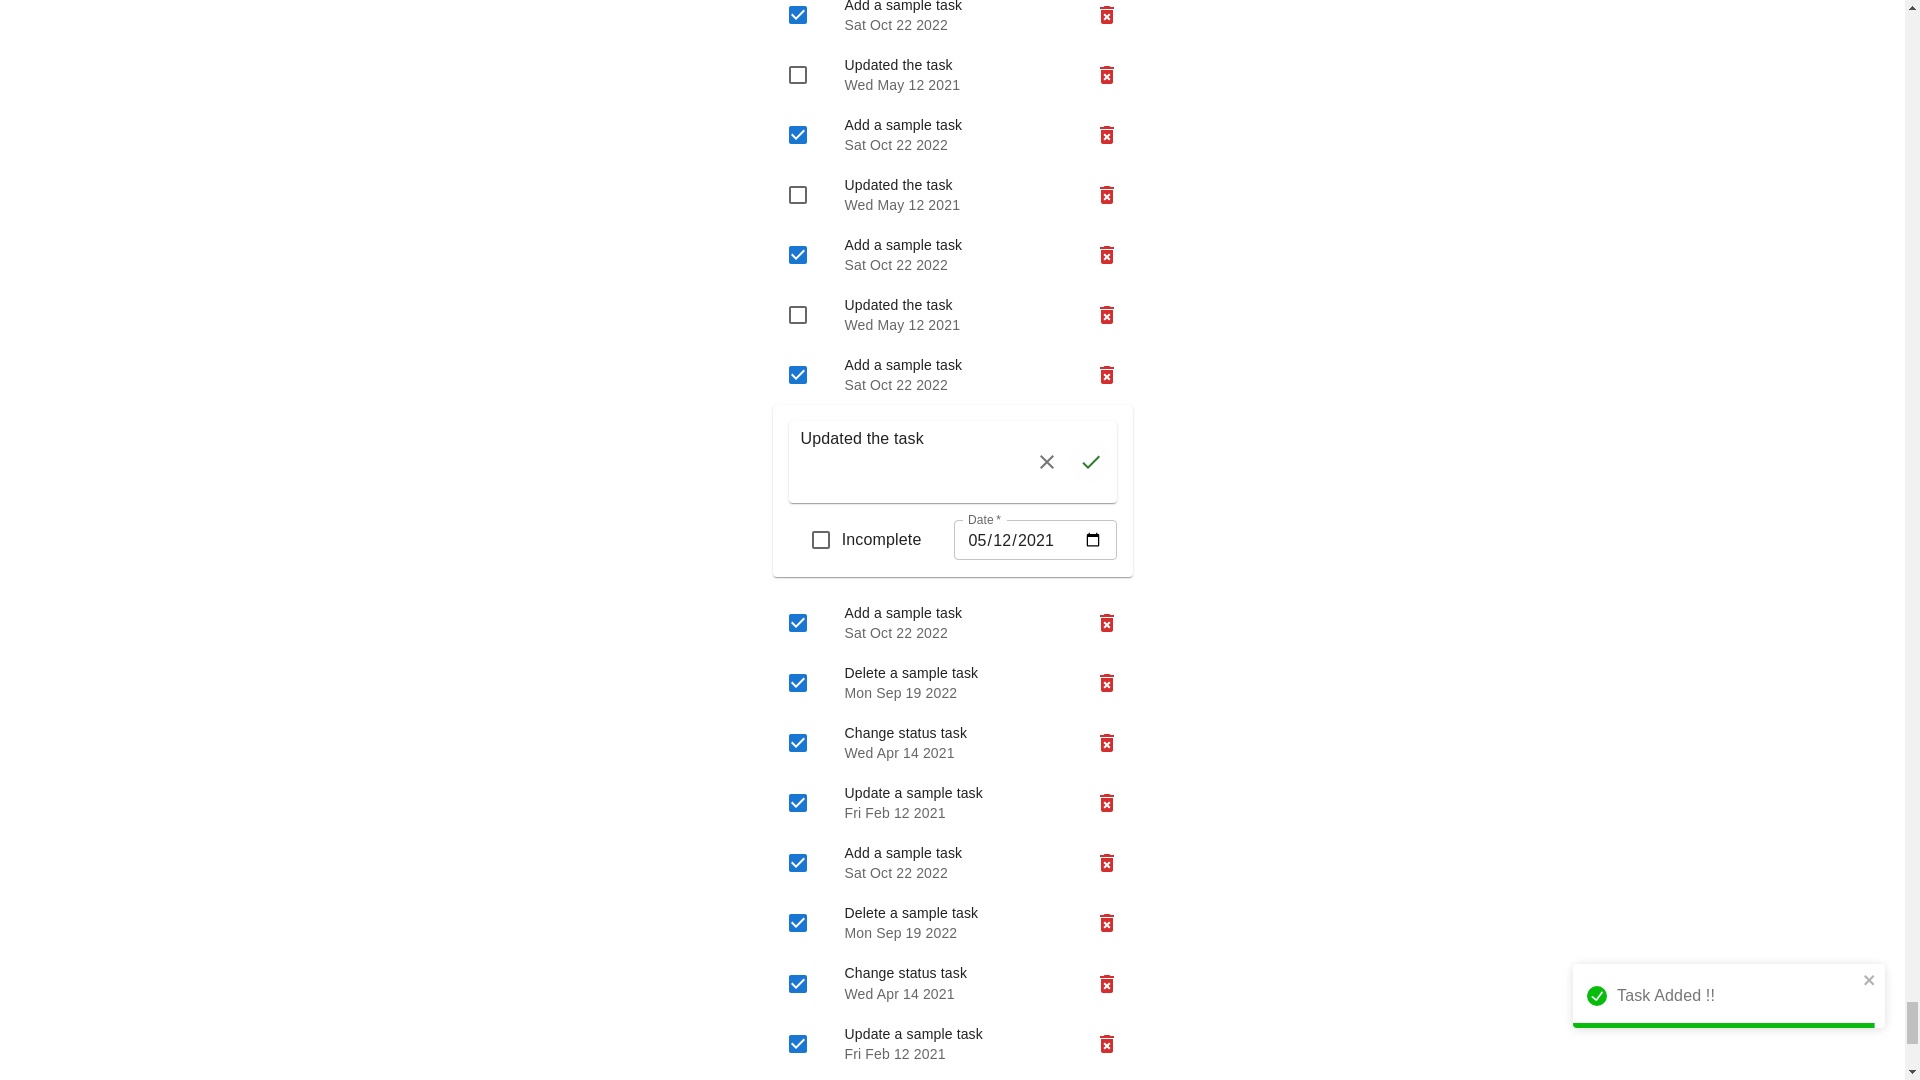 Add a sample task
Sat Oct 22 2022
Updated the task
Wed May 12 2021
Add a sample task
Sat Oct 22 2022
Updated the task
Wed May 12 2021
Add a sample task
Sat Oct 22 2022
Updated the task
Wed May 12 2021
Add a sample task
Sat Oct 22 2022
Updated the task
Date *
Incomplete
05/12/2021
Add a sample task
Sat Oct 22 2022
Delete a sample task
Mon Sep 19 2022
Change status task
Wed Apr 14 2021
Update a sample task
Fri Feb 12 2021
Add a sample task
Sat Oct 22 2022
Delete a sample task
Mon Sep 19 2022
Change status task
Wed Apr 14 2021
Task Added !!
Update a sample task
Fri Feb 12 2021